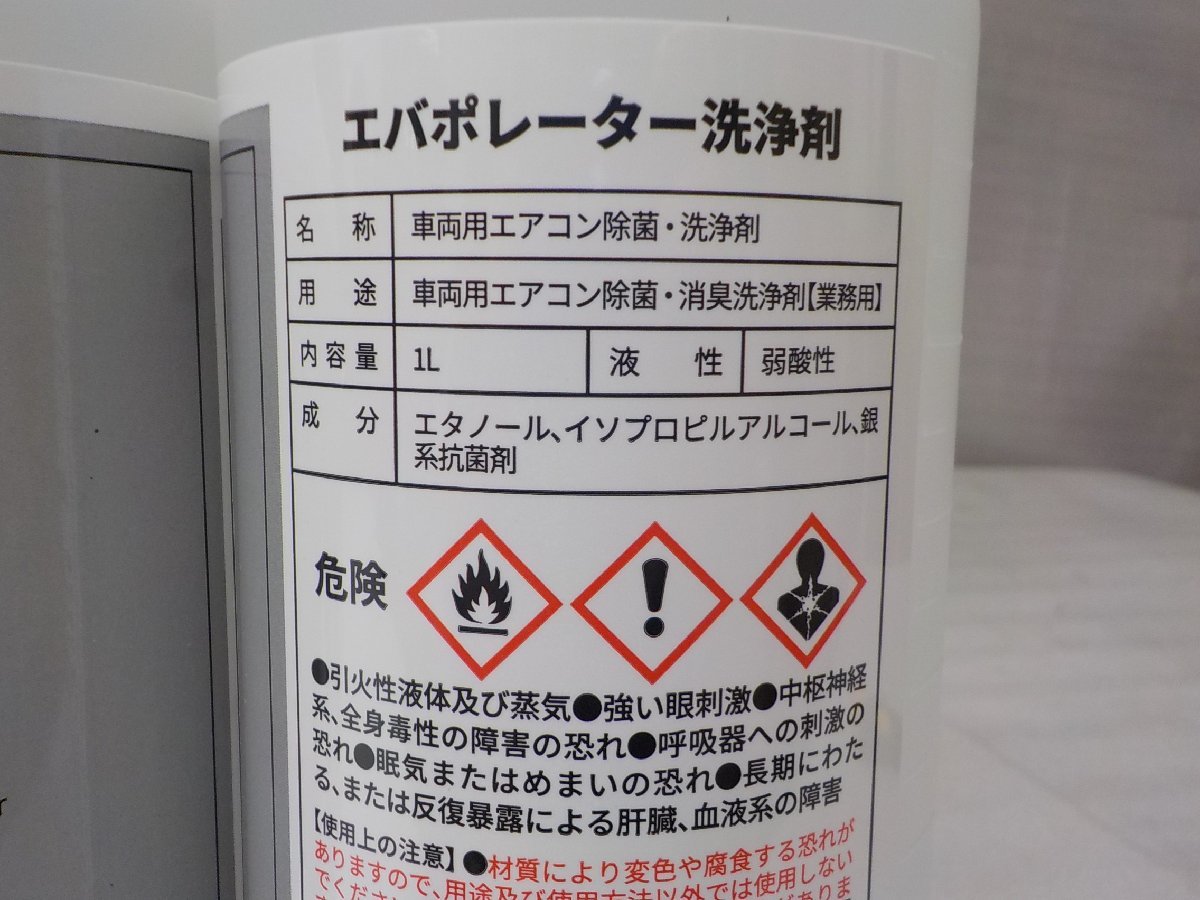 エバポレーター洗浄剤
名 称 車両用エアコン除菌・洗浄剤
用 途 車両用エアコン除菌・消臭洗浄剤【業務用】
内容量 1L 液 性 弱酸性
成 分 エタノール、イソプロピルアルコール、銀
系抗菌剤
危険
●引火性液体及び蒸気●強い眼刺激●中枢神経
系、全身毒性の障害の恐れ●呼吸器への刺激の
恐れ●眠気またはめまいの恐れ●長期にわた
る、または反復暴露による肝臓、血液系の障害
【使用上の注意】●材質により変色や腐食する恐れが
ありますので、用途及び使用方法以外では使用しない
でくださ